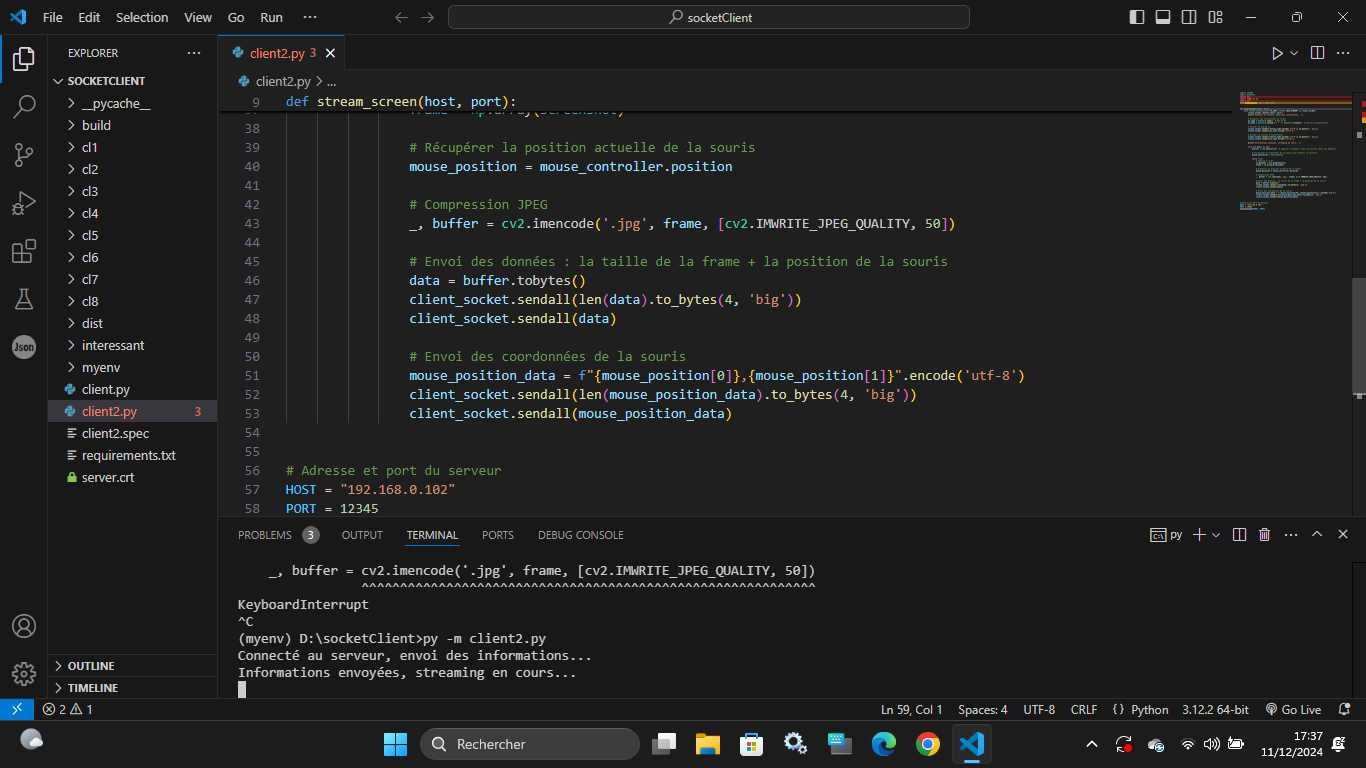 File Edit Selection View Go Run ···
socketClient
EXPLORER ···
SOCKETCLIENT
__pycache__
build
cl1
cl2
cl3
cl4
cl5
cl6
cl7
cl8
dist
interessant
myenv
client.py
client2.py 3
client2.spec
requirements.txt
server.crt
OUTLINE
TIMELINE
Json
client2.py 3
client2.py > ...
9 def stream_screen(host, port):
37 frame = np.array(screenshot)
38
39 # Récupérer la position actuelle de la souris
40 mouse_position = mouse_controller.position
41
42 # Compression JPEG
43 _, buffer = cv2.imencode('.jpg', frame, [cv2.IMWRITE_JPEG_QUALITY, 50])
44
45 # Envoi des données : la taille de la frame + la position de la souris
46 data = buffer.tobytes()
47 client_socket.sendall(len(data).to_bytes(4, 'big'))
48 client_socket.sendall(data)
49
50 # Envoi des coordonnées de la souris
51 mouse_position_data = f"{mouse_position[0]},{mouse_position[1]}".encode('utf-8')
52 client_socket.sendall(len(mouse_position_data).to_bytes(4, 'big'))
53 client_socket.sendall(mouse_position_data)
54
55
56 # Adresse et port du serveur
57 HOST = "192.168.0.102"
58 PORT = 12345
PROBLEMS 3 OUTPUT TERMINAL PORTS DEBUG CONSOLE
py
_, buffer = cv2.imencode('.jpg', frame, [cv2.IMWRITE_JPEG_QUALITY, 50])
^^^^^^^^^^^^^^^^^^^^^^^^^^^^^^^^^^^^^^^^^^^^^^^^^^^^^^^^^^^
KeyboardInterrupt
^C
(myenv) D:\socketClient>py -m client2.py
Connecté au serveur, envoi des informations...
Informations envoyées, streaming en cours...
2 1
Ln 59, Col 1 Spaces: 4 UTF-8 CRLF { } Python 3.12.2 64-bit Go Live
Rechercher
17:37
11/12/2024